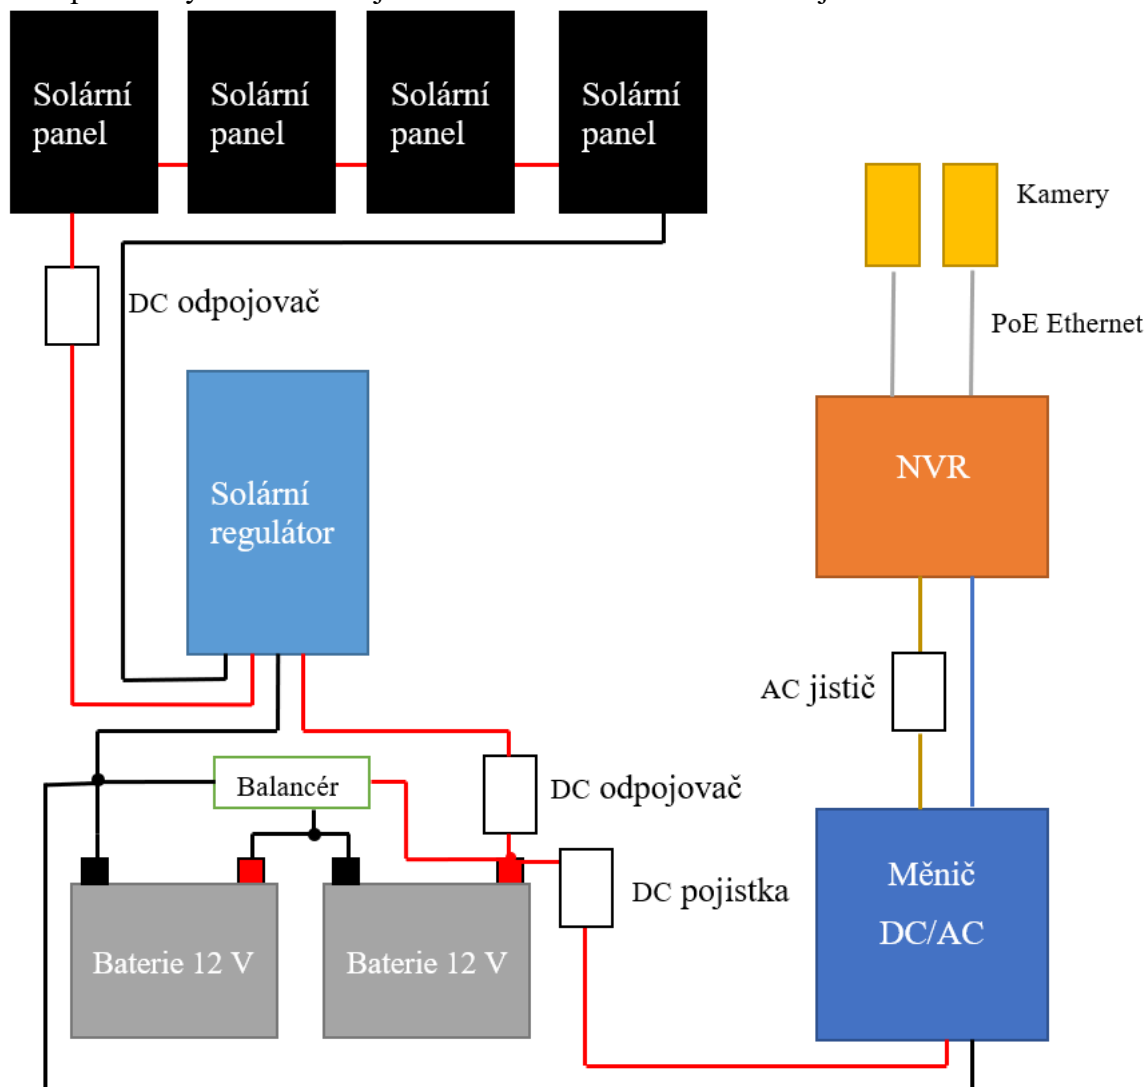 Solární
panel
Solární
panel
Solární
panel
Solární
panel
Kamery
DC odpojovač
PoE Ethernet
NVR
Solární
regulátor
AC jistič
Balancér
DC odpojovač
Měnič
DC/AC
DC pojistka
Baterie 12 V
Baterie 12 V